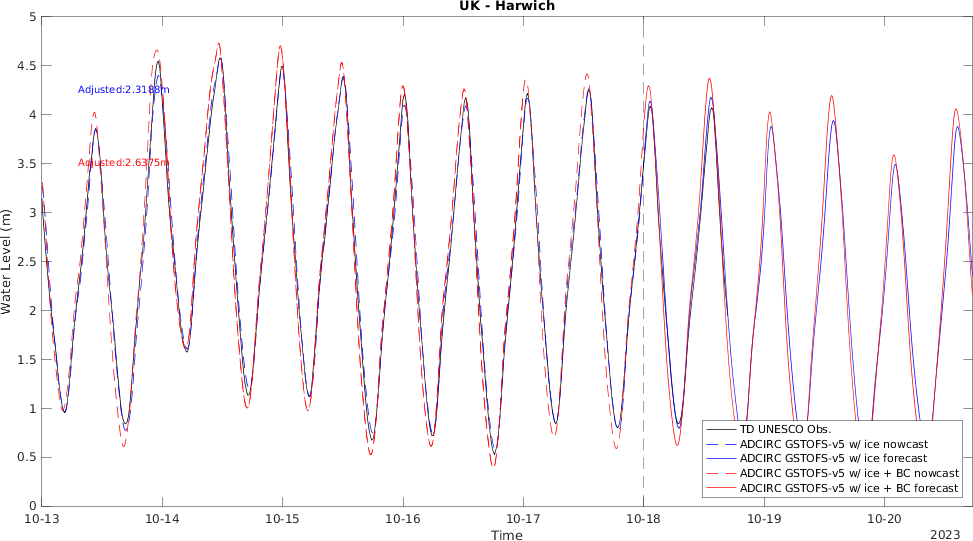 UK - Harwich
5
4.5
4
3.5
3
2.5
2
1.5
1
0.5
0
Water Level (m)
Adjusted:2.3188m
Adjusted:2.6375m
TD UNESCO Obs.
ADCIRC GSTOFS-v5 w/ ice nowcast
ADCIRC GSTOFS-v5 w/ ice forecast
ADCIRC GSTOFS-v5 w/ ice + BC nowcast
ADCIRC GSTOFS-v5 w/ ice + BC forecast
10-13 10-14 10-15 10-16 10-17 10-18 10-19 10-20
Time
2023